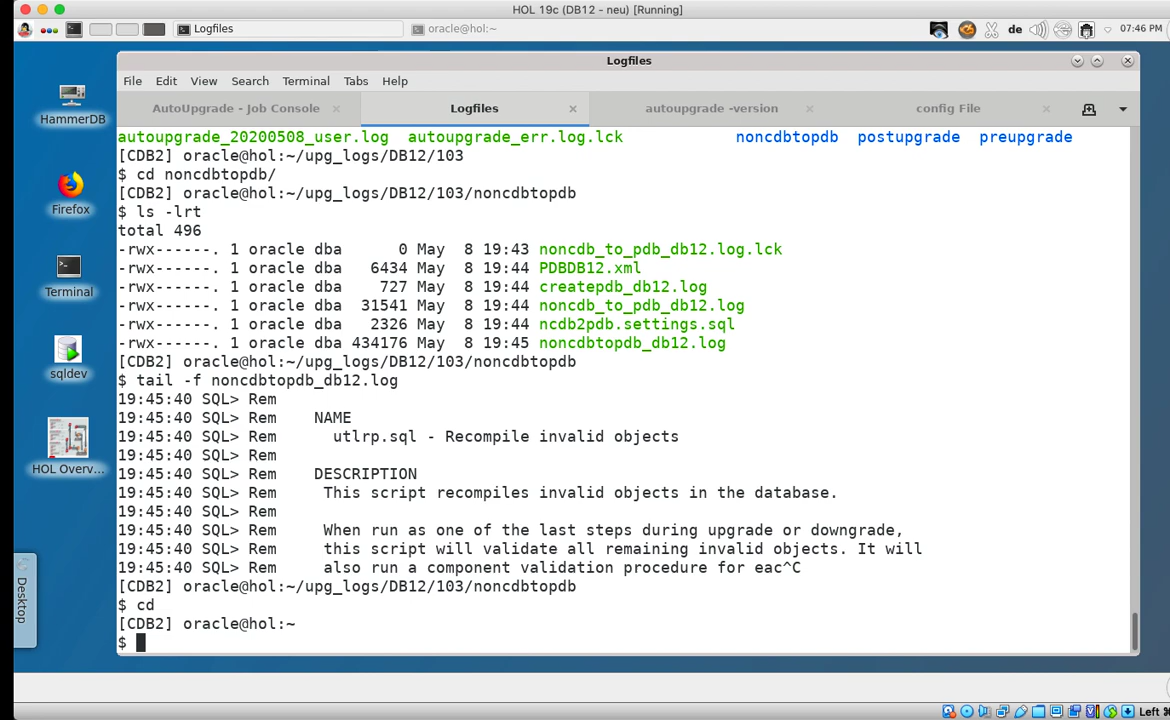 HOL 19c (DB12 - neu) [Running]
Logfiles
oracle@hol:~
de
07:46 PM
Logfiles
File Edit View Search Terminal Tabs Help
AutoUpgrade - Job Console × Logfiles × autoupgrade -version × config File ×
autoupgrade_20200508_user.log autoupgrade_err.log.lck noncdbtopdb postupgrade preupgrade
[CDB2] oracle@hol:~/upg_logs/DB12/103
$ cd noncdbtopdb/
[CDB2] oracle@hol:~/upg_logs/DB12/103/noncdbtopdb
$ ls -lrt
total 496
-rwx------. 1 oracle dba 0 May 8 19:43 noncdb_to_pdb_db12.log.lck
-rwx------. 1 oracle dba 6434 May 8 19:44 PDBDB12.xml
-rwx------. 1 oracle dba 727 May 8 19:44 createpdb_db12.log
-rwx------. 1 oracle dba 31541 May 8 19:44 noncdb_to_pdb_db12.log
-rwx------. 1 oracle dba 2326 May 8 19:44 ncdb2pdb.settings.sql
-rwx------. 1 oracle dba 434176 May 8 19:45 noncdbtopdb_db12.log
[CDB2] oracle@hol:~/upg_logs/DB12/103/noncdbtopdb
$ tail -f noncdbtopdb_db12.log
19:45:40 SQL> Rem
19:45:40 SQL> Rem NAME
19:45:40 SQL> Rem utlrp.sql - Recompile invalid objects
19:45:40 SQL> Rem
19:45:40 SQL> Rem DESCRIPTION
19:45:40 SQL> Rem This script recompiles invalid objects in the database.
19:45:40 SQL> Rem
19:45:40 SQL> Rem When run as one of the last steps during upgrade or downgrade,
19:45:40 SQL> Rem this script will validate all remaining invalid objects. It will
19:45:40 SQL> Rem also run a component validation procedure for eac^C
[CDB2] oracle@hol:~/upg_logs/DB12/103/noncdbtopdb
$ cd
[CDB2] oracle@hol:~
$
HammerDB
Firefox
Terminal
sqldev
HOL Overv...
Desktop
Left ⌘